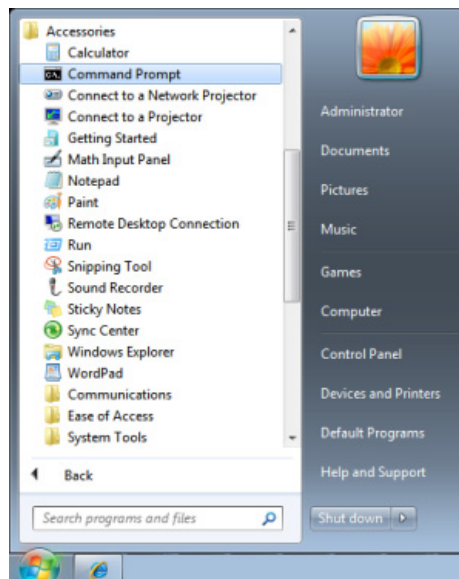 Accessories
Calculator
Command Prompt
Connect to a Network Projector
Connect to a Projector
Getting Started
Math Input Panel
Notepad
Paint
Remote Desktop Connection
Run
Snipping Tool
Sound Recorder
Sticky Notes
Sync Center
Windows Explorer
WordPad
Communications
Ease of Access
System Tools
Back
Search programs and files
Administrator
Documents
Pictures
Music
Games
Computer
Control Panel
Devices and Printers
Default Programs
Help and Support
Shut down